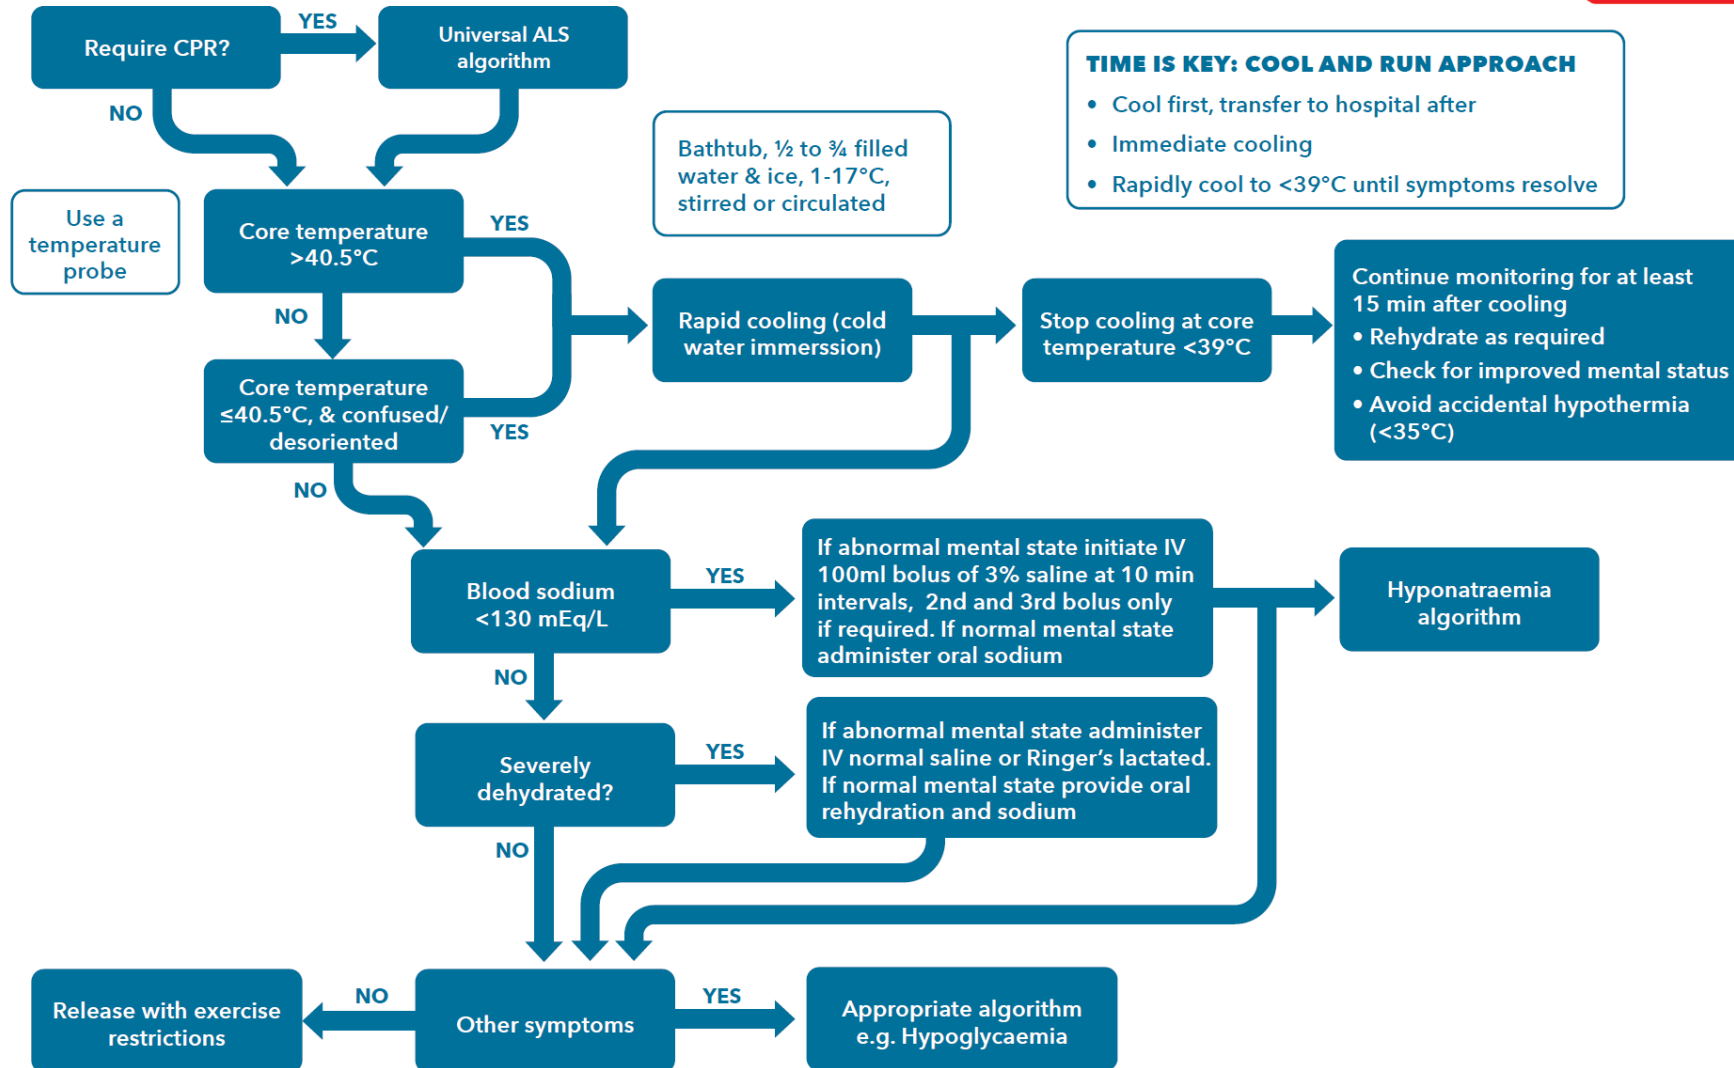 Require CPR?
YES
Universal ALS
algorithm
NO
TIME IS KEY: COOL AND RUN APPROACH
• Cool first, transfer to hospital after
• Immediate cooling
• Rapidly cool to <39°C until symptoms resolve
Bathtub, ½ to ¾ filled
water & ice, 1-17°C,
stirred or circulated
Use a
temperature
probe
Core temperature
>40.5°C
YES
NO
Rapid cooling (cold
water immerssion)
Stop cooling at core
temperature <39°C
Continue monitoring for at least
15 min after cooling
• Rehydrate as required
• Check for improved mental status
• Avoid accidental hypothermia
(<35°C)
Core temperature
≤40.5°C, & confused/
desoriented
YES
NO
Blood sodium
<130 mEq/L
YES
If abnormal mental state initiate IV
100ml bolus of 3% saline at 10 min
intervals, 2nd and 3rd bolus only
if required. If normal mental state
administer oral sodium
Hyponatraemia
algorithm
NO
Severely
dehydrated?
YES
If abnormal mental state administer
IV normal saline or Ringer's lactated.
If normal mental state provide oral
rehydration and sodium
NO
Release with exercise
restrictions
NO
Other symptoms
YES
Appropriate algorithm
e.g. Hypoglycaemia